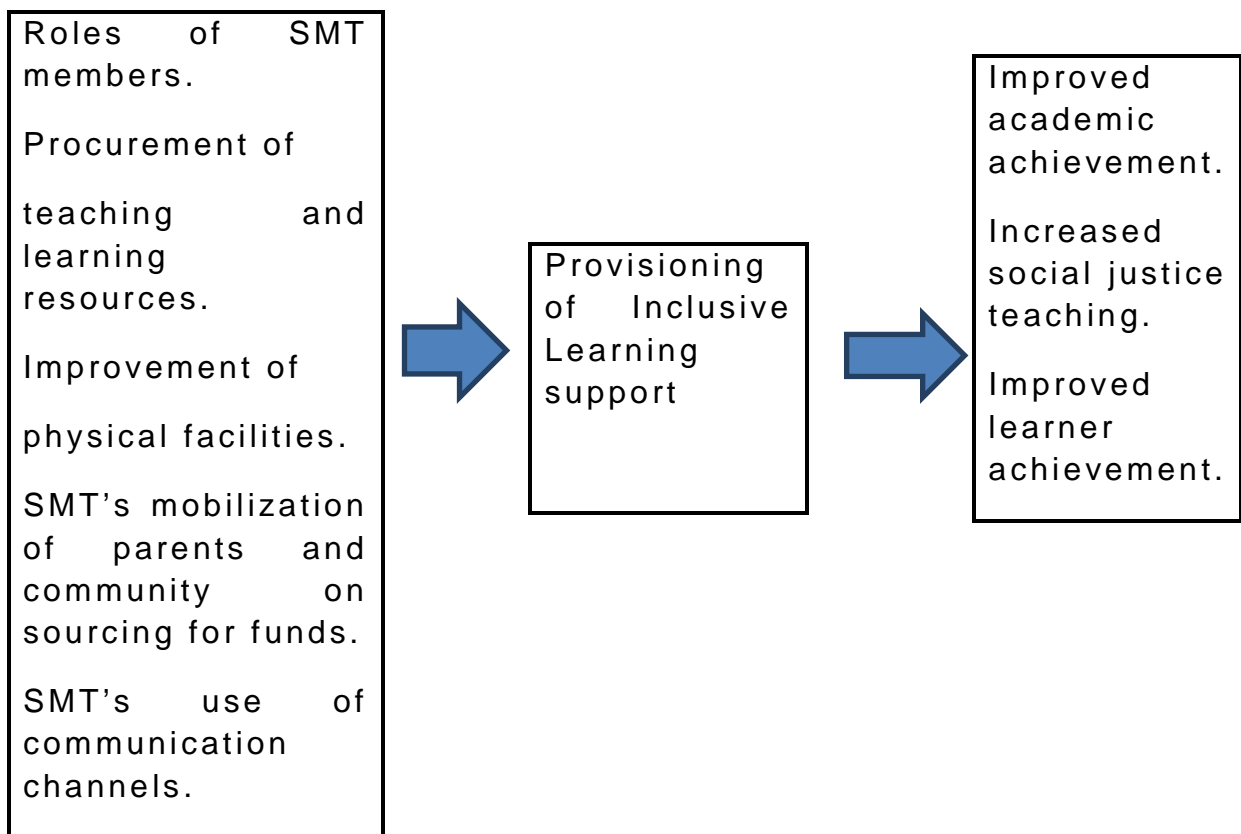 Roles of SMT
members.
Procurement of
teaching and
learning
resources.
Improvement of
physical facilities.
SMT’s mobilization
of parents and
community on
sourcing for funds.
SMT’s use of
communication
channels.
Provisioning
of Inclusive
Learning
support
Improved
academic
achievement.
Increased
social justice
teaching.
Improved
learner
achievement.